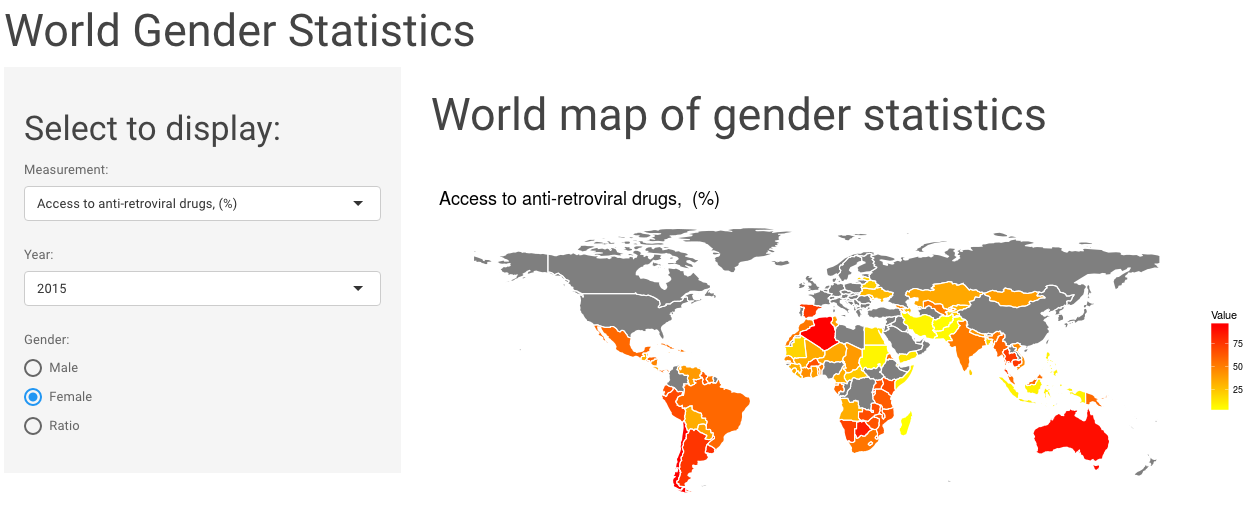 World Gender Statistics
Select to display:
Measurement:
Access to anti-retroviral drugs, (%)
Year:
2015
Gender:
Male
Female
Ratio
World map of gender statistics
Access to anti-retroviral drugs,  (%)
Value
75
50
25